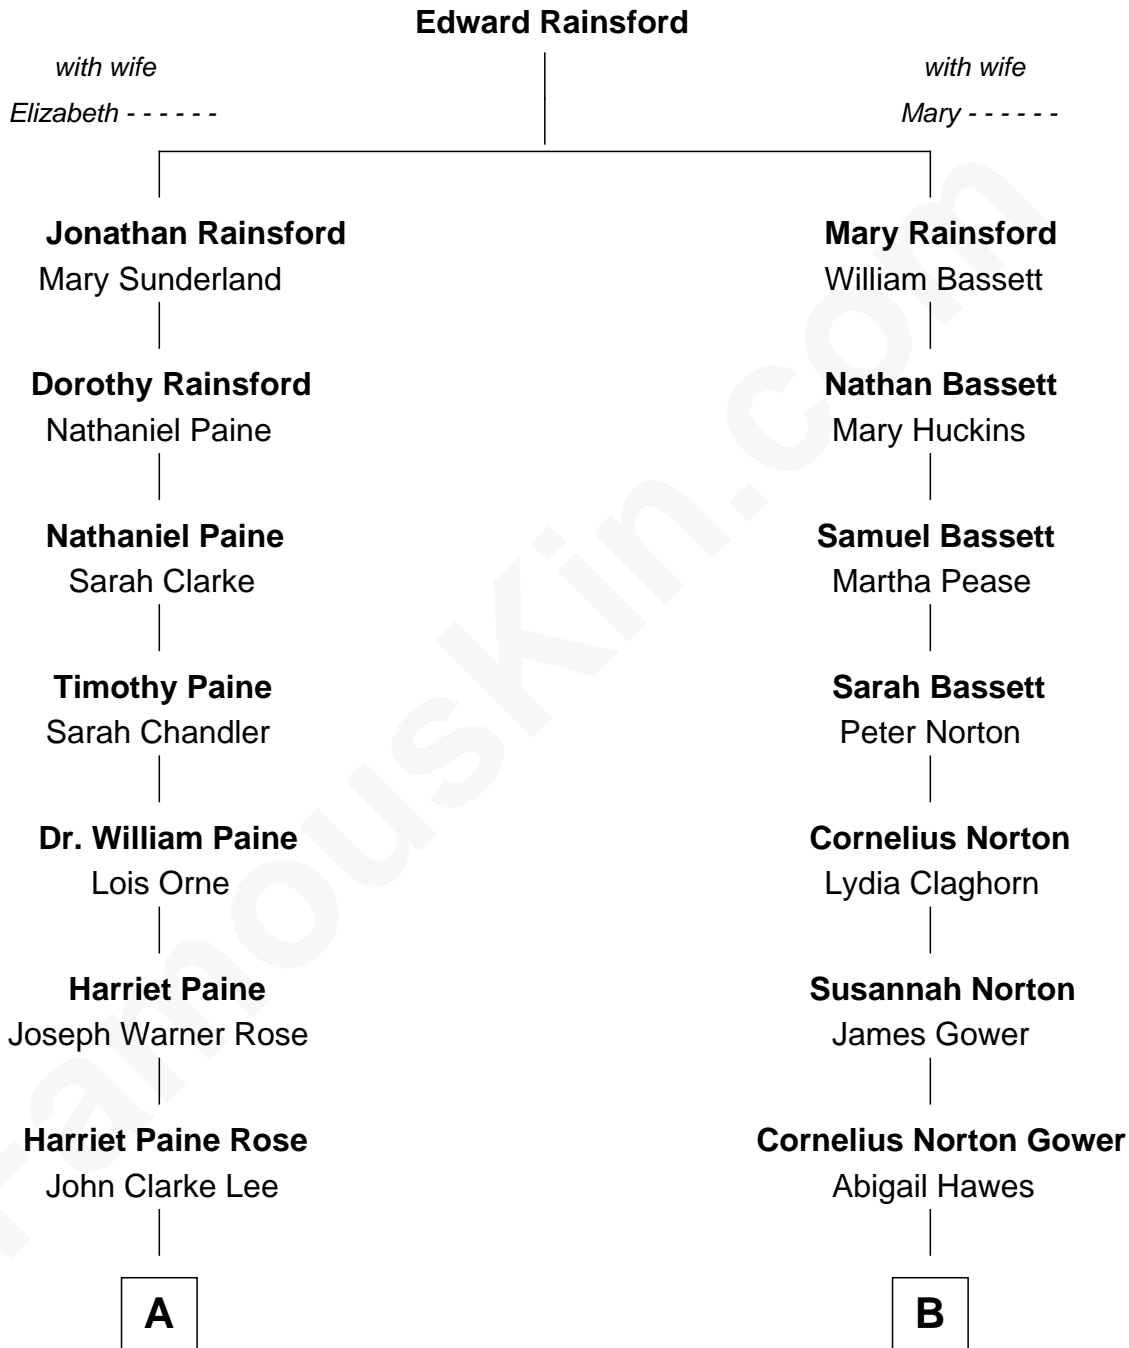 Edward Rainsford
with wife
Elizabeth - - - - - -
with wife
Mary - - - - - -
Jonathan Rainsford
Mary Sunderland
Mary Rainsford
William Bassett
Dorothy Rainsford
Nathaniel Paine
Nathan Bassett
Mary Huckins
Nathaniel Paine
Sarah Clarke
Samuel Bassett
Martha Pease
Timothy Paine
Sarah Chandler
Sarah Bassett
Peter Norton
Dr. William Paine
Lois Orne
Cornelius Norton
Lydia Claghorn
Harriet Paine
Joseph Warner Rose
Susannah Norton
James Gower
Harriet Paine Rose
John Clarke Lee
Cornelius Norton Gower
Abigail Hawes
A
B
FamousKin.com